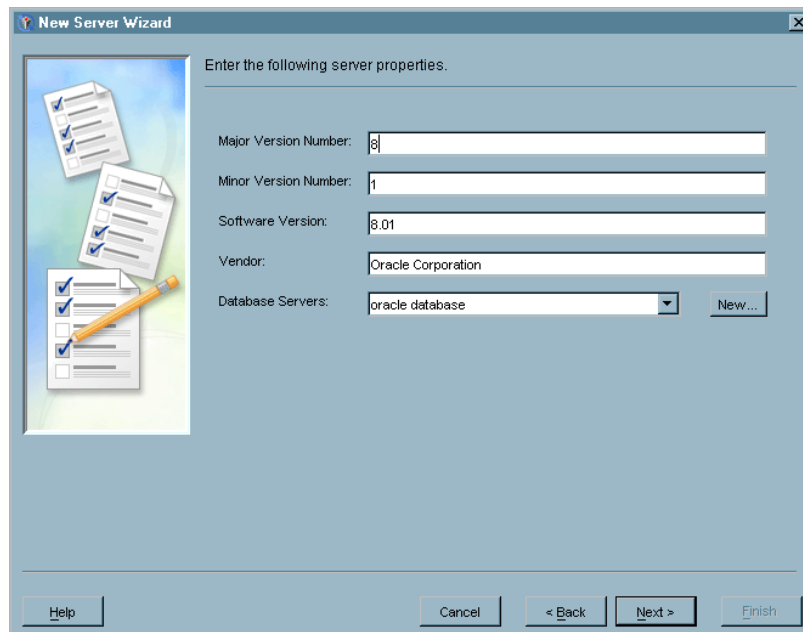 New Server Wizard
Enter the following server properties.
Major Version Number: 8
Minor Version Number: 1
Software Version: 8.01
Vendor: Oracle Corporation
Database Servers: oracle database New...
Help Cancel < Back Next > Finish